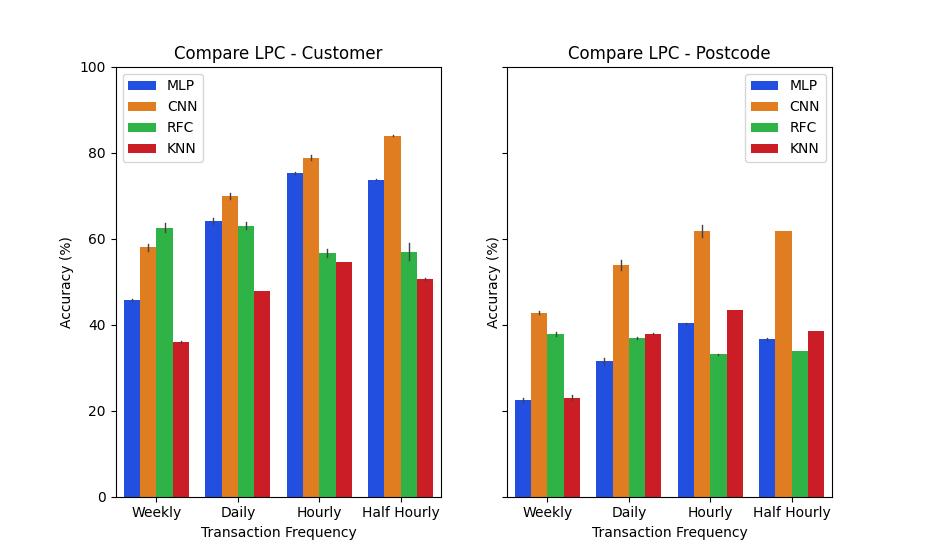 Compare LPC - Customer
MLP
CNN
RFC
KNN
100
80
60
40
20
0
Accuracy (%)
Weekly
Daily
Hourly
Half Hourly
Transaction Frequency
Compare LPC - Postcode
MLP
CNN
RFC
KNN
Accuracy (%)
Weekly
Daily
Hourly
Half Hourly
Transaction Frequency